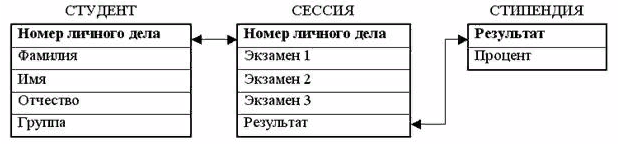 СТУДЕНТ
Номер личного дела
Фамилия
Имя
Отчество
Группа
СЕССИЯ
Номер личного дела
Экзамен 1
Экзамен 2
Экзамен 3
Результат
СТИПЕНДИЯ
Результат
Процент